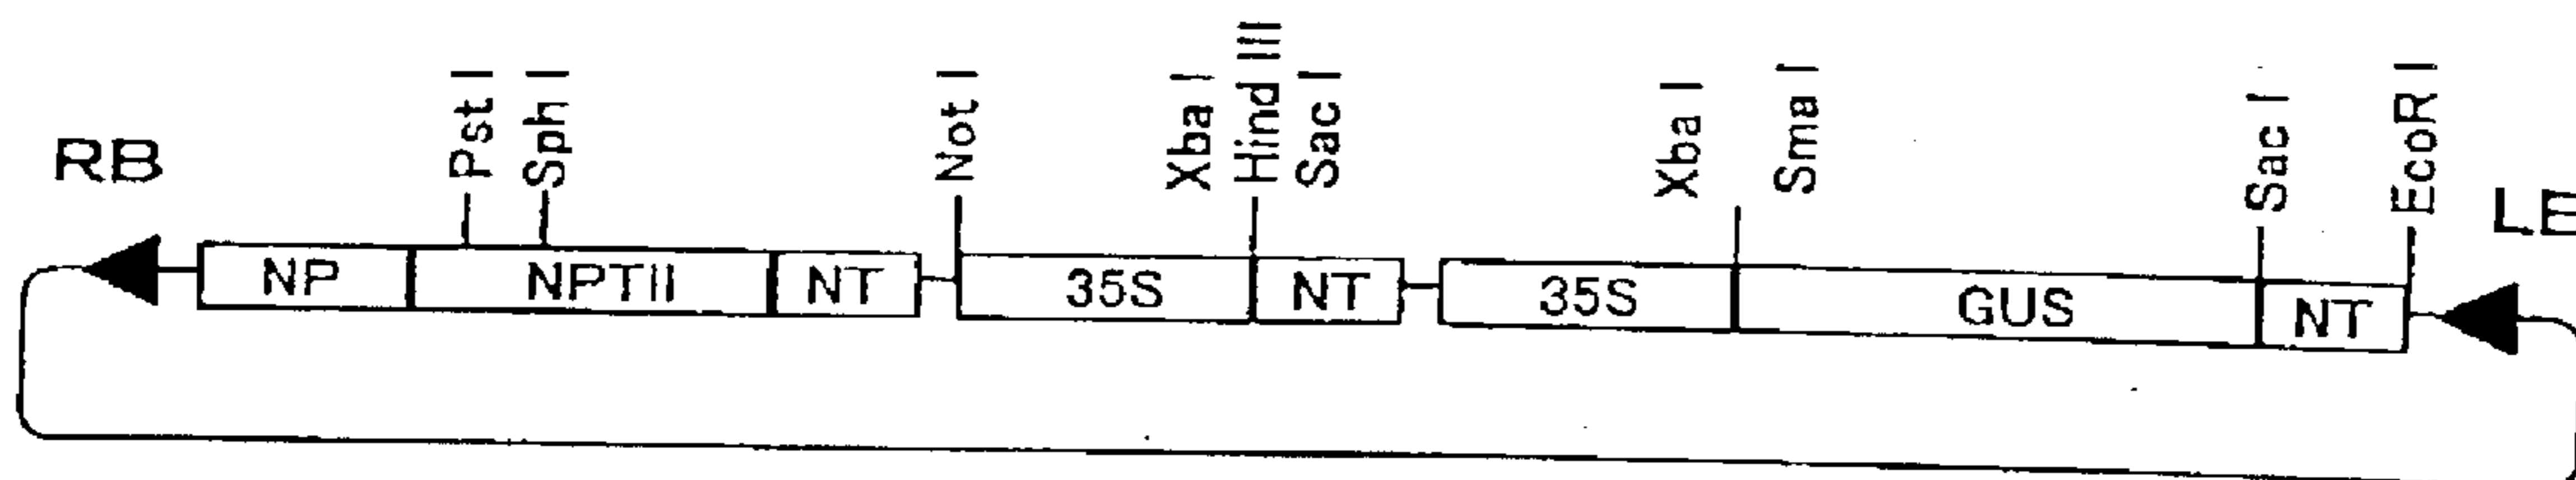 RB
Pst I
Sph I
Not I
Xba I
Hind III
Sac I
Xba I
Sma I
Sac I
EcoR I
NP
NPTII
NT
35S
NT
35S
GUS
NT